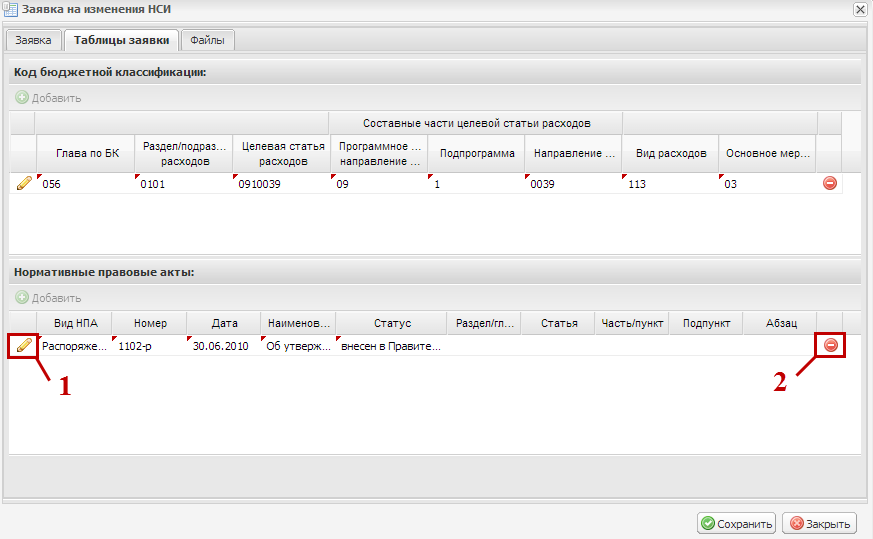 Заявка на изменения НСИ
Заявка Таблицы заявки Файлы
Код бюджетной классификации:
Добавить
Составные части целевой статьи расходов
Глава по БК Раздел/подраз... расходов Целевая статья расходов Программное ... направление ... Подпрограмма Направление ... Вид расходов Основное мер...
056 0101 0910039 09 1 0039 113 03
Нормативные правовые акты:
Добавить
Вид НПА Номер Дата Наименов... Статус Раздел/гл... Статья Часть/пункт Подпункт Абзац
Распоряже... 1102-р 30.06.2010 Об утверж... внесен в Правите...
1 2
Сохранить Закрыть